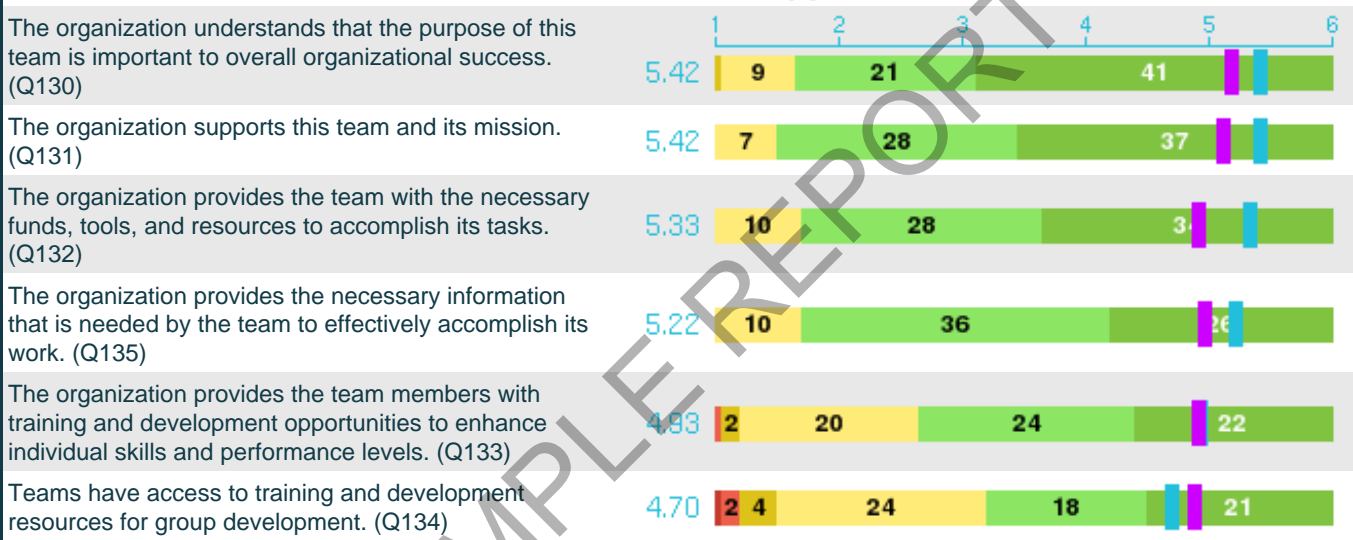 1 2 3 4 5 6
The organization understands that the purpose of this
team is important to overall organizational success.
(Q130)
5.42 9 21 41
The organization supports this team and its mission.
(Q131)
5.42 7 28 37
The organization provides the team with the necessary
funds, tools, and resources to accomplish its tasks.
(Q132)
5.33 10 28
The organization provides the necessary information
that is needed by the team to effectively accomplish its
work. (Q135)
5.22 10 36 26
The organization provides the team members with
training and development opportunities to enhance
individual skills and performance levels. (Q133)
4.93 2 20 24 22
Teams have access to training and development
resources for group development. (Q134)
4.70 2 4 24 18 21
MPLE REPORT